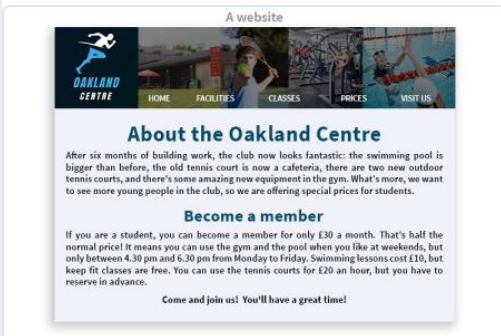 A website
OAKLAND
CENTRE
HOME FACILITIES CLASSES PRICES VISIT US
About the Oakland Centre
After six months of building work, the club now looks fantastic: the swimming pool is
bigger than before, the old tennis court is now a cafeteria, there are two new outdoor
tennis courts, and there's some amazing new equipment in the gym. What's more, we want
to see more young people in the club, so we are offering special prices for students.
Become a member
If you are a student, you can become a member for only £30 a month. That's half the
normal price! It means you can use the gym and the pool when you like at weekends, but
only between 4.30 pm and 6.30 pm from Monday to Friday. Swimming lessons cost £10, but
keep fit classes are free. You can use the tennis courts for £20 an hour, but you have to
reserve in advance.
Come and join us! You'll have a great time!